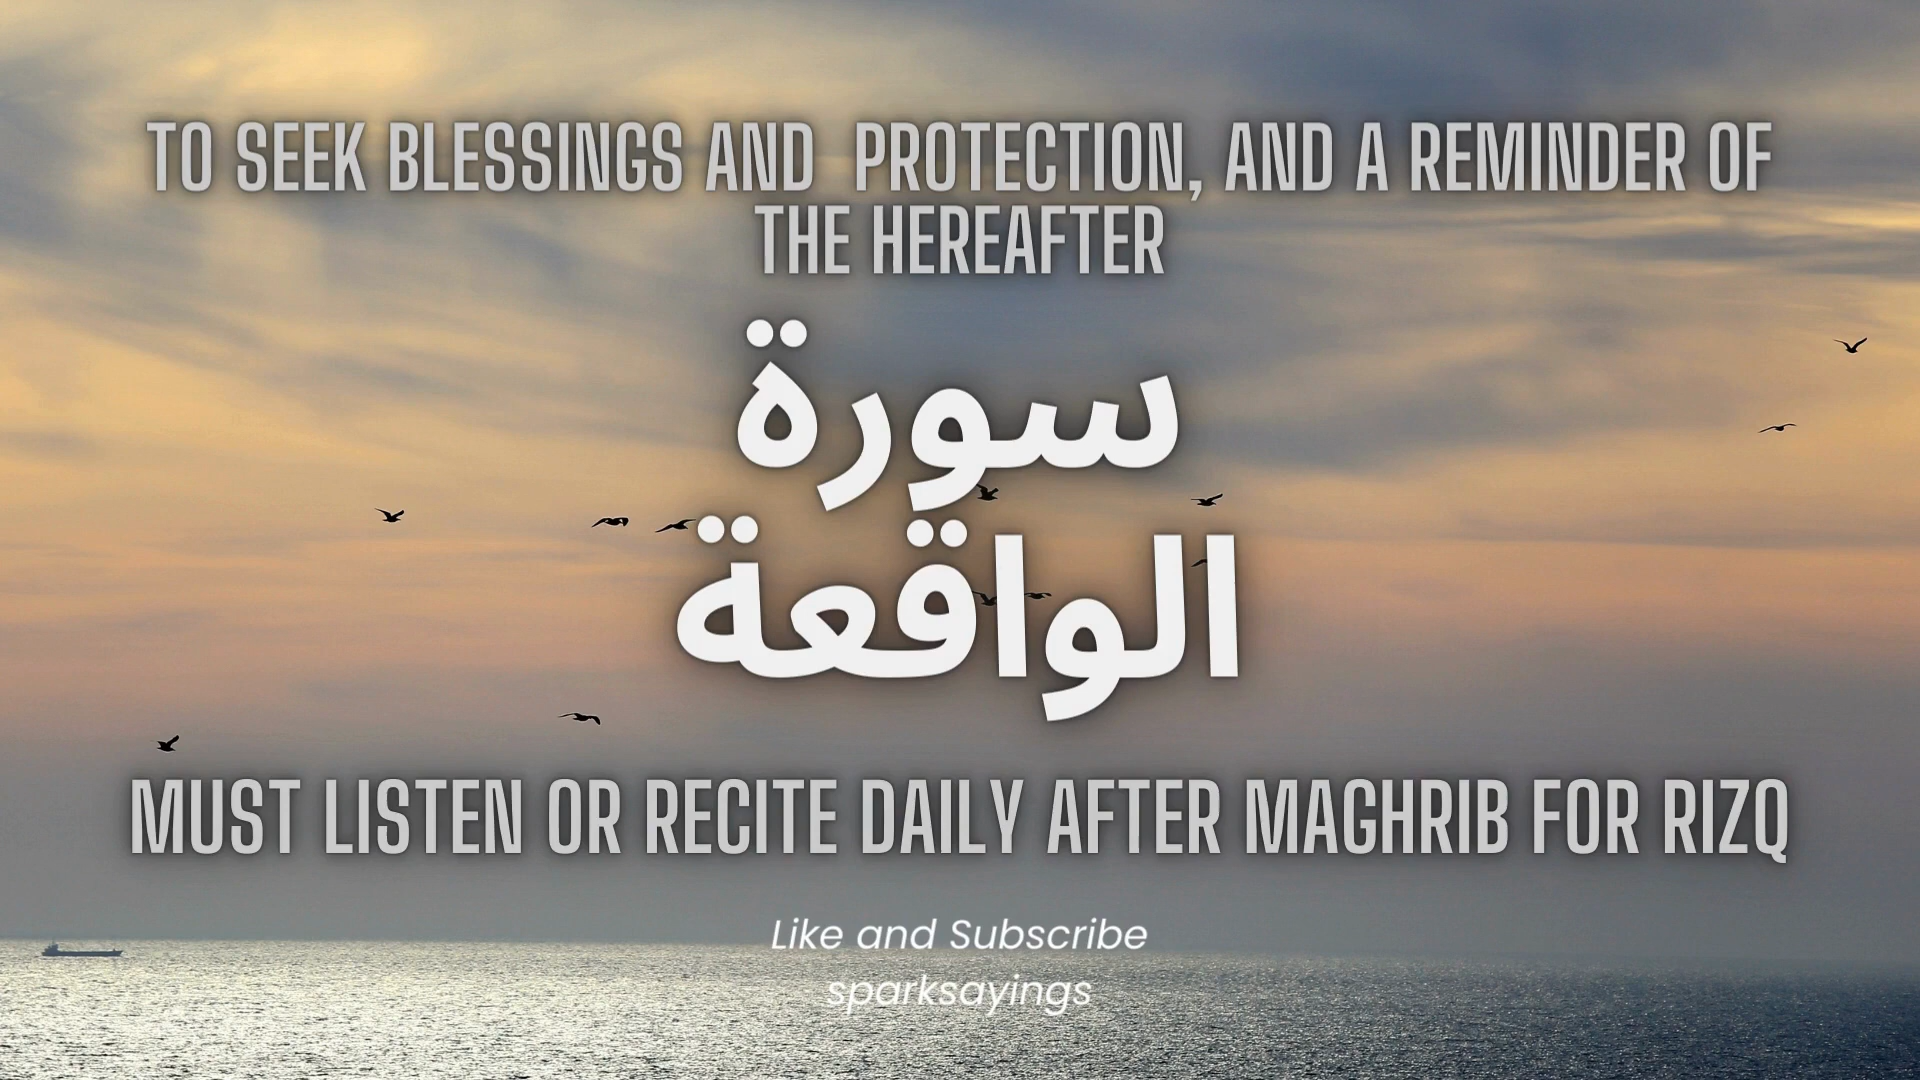 TO SEEK BLESSINGS AND  PROTECTION, AND A REMINDER OF
THE HEREAFTER
سورة
الواقعة
MUST LISTEN OR RECITE DAILY AFTER MAGHRIB FOR RIZQ
Like and Subscribe
sparksayings